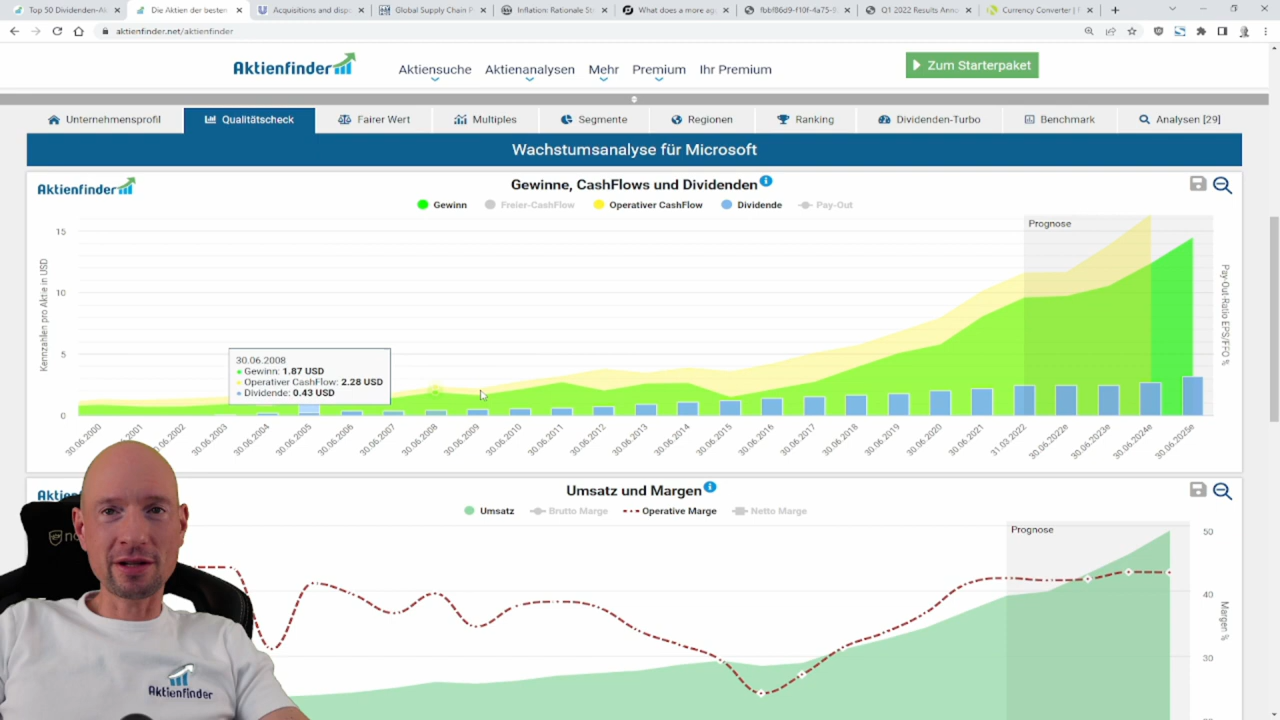 Top 50 Dividenden-Al
Die Aktien der besten
Acquisitions and dispo
Global Supply Chain P
Inflation: Rationale St
What does a more ag
fbbf86d9-f10f-4a75-9
Q1 2022 Results Anno
Currency Converter | F
aktienfinder.net/aktienfinder
Aktienfinder
Aktiensuche
Aktienanalysen
Mehr
Premium
Ihr Premium
Zum Starterpaket
Unternehmensprofil
Qualitätscheck
Fairer Wert
Multiples
Segmente
Regionen
Ranking
Dividenden-Turbo
Benchmark
Analysen [29]
Wachstumsanalyse für Microsoft
Aktienfinder
Gewinne, CashFlows und Dividenden
Gewinn
Freier-CashFlow
Operativer CashFlow
Dividende
Pay-Out
Prognose
15
10
5
0
Kennzahlen pro Aktie in USD
Pay-Out-Ratio EPS/FFO %
30.06.2008
Gewinn: 1.87 USD
Operativer CashFlow: 2.28 USD
Dividende: 0.43 USD
30.06.2000
30.06.2001
30.06.2002
30.06.2003
30.06.2004
30.06.2005
30.06.2006
30.06.2007
30.06.2008
30.06.2009
30.06.2010
30.06.2011
30.06.2012
30.06.2013
30.06.2014
30.06.2015
30.06.2016
30.06.2017
30.06.2018
30.06.2019
30.06.2020
30.06.2021
31.03.2022
30.06.2022e
30.06.2023e
30.06.2024e
30.06.2025e
Umsatz und Margen
Umsatz
Brutto Marge
Operative Marge
Netto Marge
Prognose
50
40
30
Margen %
Aktienfinder